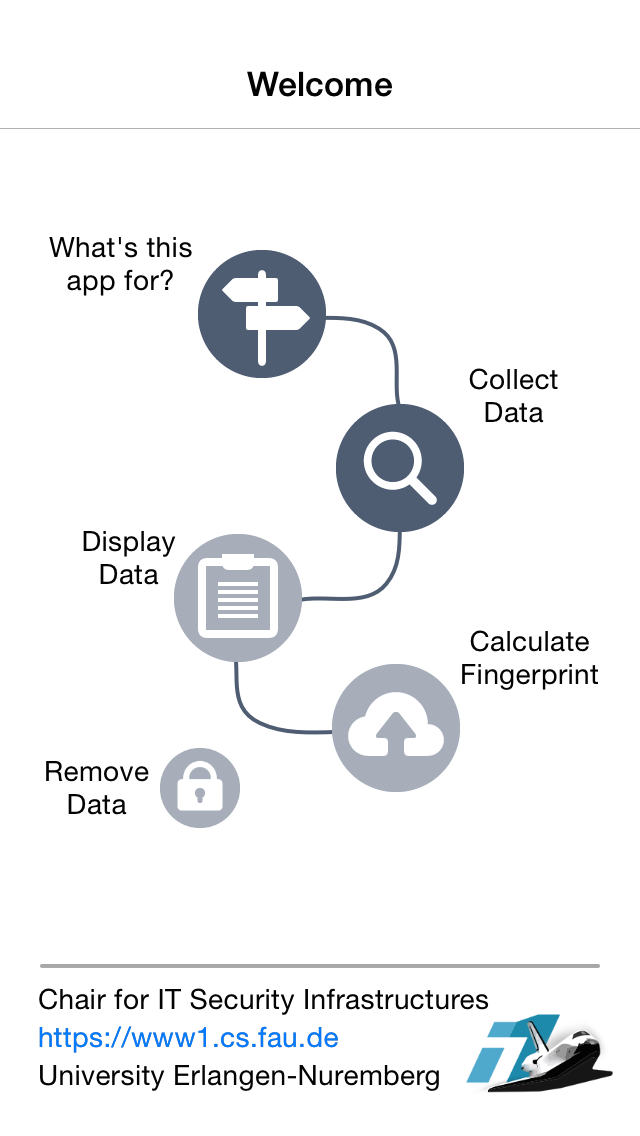 Welcome
What's this
app for?
Collect
Data
Display
Data
Calculate
Fingerprint
Remove
Data
Chair for IT Security Infrastructures
https://www1.cs.fau.de
University Erlangen-Nuremberg